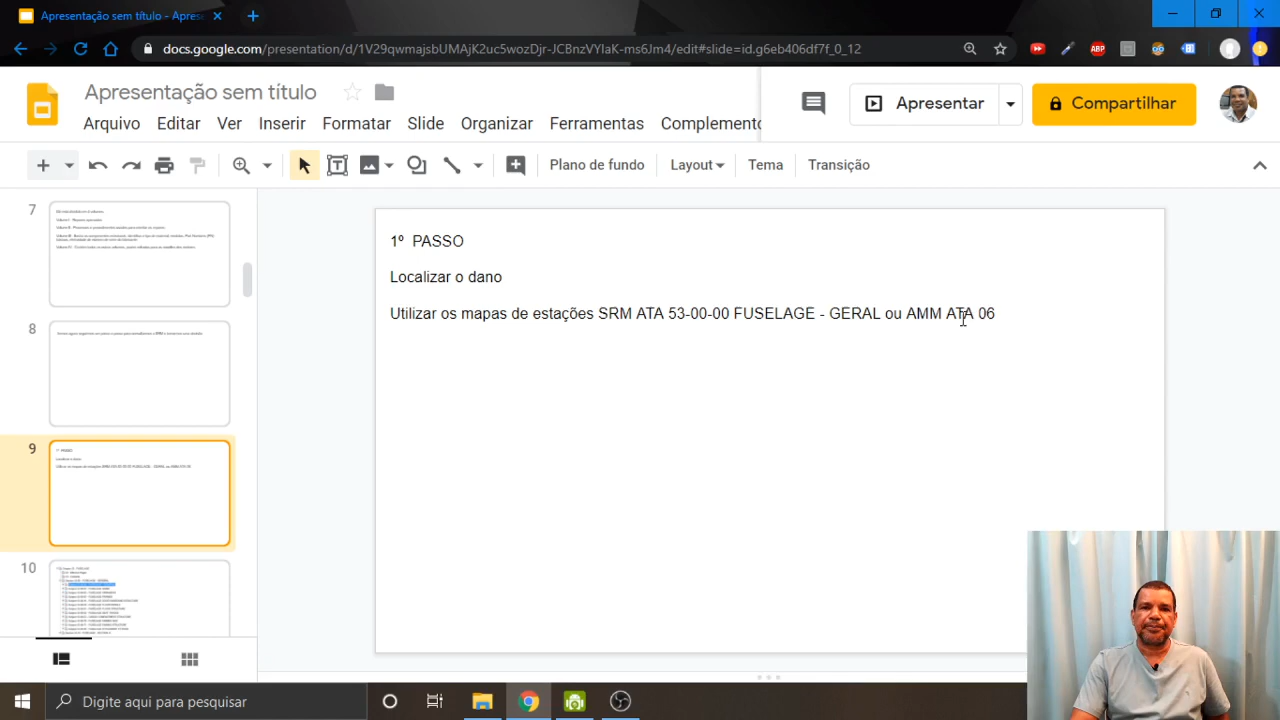 Apresentação sem título - Aprese
docs.google.com/presentation/d/1V29qwmajsbUMAjK2uc5wozDjr-JCBnzVYIaK-ms6Jm4/edit#slide=id.g6eb406df7f_0_12
ABP
Apresentação sem título
Apresentar
Compartilhar
Arquivo Editar Ver Inserir Formatar Slide Organizar Ferramentas Complemento
Plano de fundo Layout Tema Transição
7
8
9
10
1º PASSO
Localizar o dano
Utilizar os mapas de estações SRM ATA 53-00-00 FUSELAGE - GERAL ou AMM ATA 06
Digite aqui para pesquisar